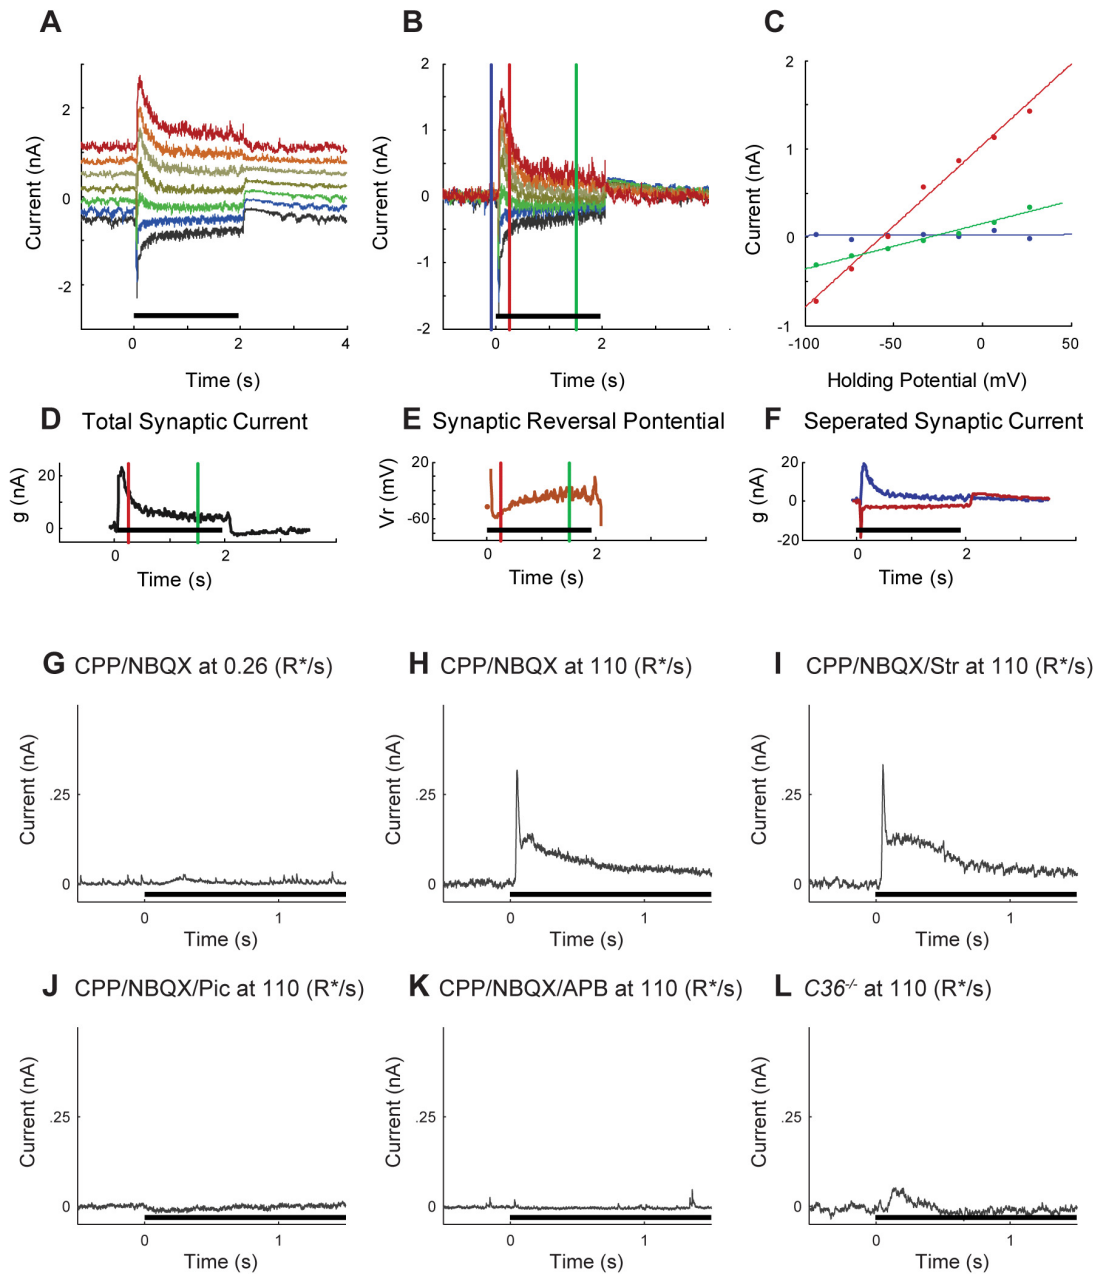 A
B
C
Current (nA)
2
0
-2
0
2
4
Time (s)
Current (nA)
2
1
0
-1
-2
0
2
Time (s)
Current (nA)
2
1
0
-1
-100
-50
0
50
Holding Potential (mV)
D Total Synaptic Current
g (nA)
20
0
0
2
Time (s)
E Synaptic Reversal Pontential
Vr (mV)
20
-60
0
2
Time (s)
F Seperated Synaptic Current
g (nA)
20
0
-20
0
2
Time (s)
G CPP/NBQX at 0.26 (R*/s)
Current (nA)
.25
0
0
1
Time (s)
H CPP/NBQX at 110 (R*/s)
Current (nA)
.25
0
0
1
Time (s)
I CPP/NBQX/Str at 110 (R*/s)
Current (nA)
.25
0
0
1
Time (s)
J CPP/NBQX/Pic at 110 (R*/s)
Current (nA)
.25
0
0
1
Time (s)
K CPP/NBQX/APB at 110 (R*/s)
Current (nA)
.25
0
0
1
Time (s)
L C36-/- at 110 (R*/s)
Current (nA)
.25
0
0
1
Time (s)